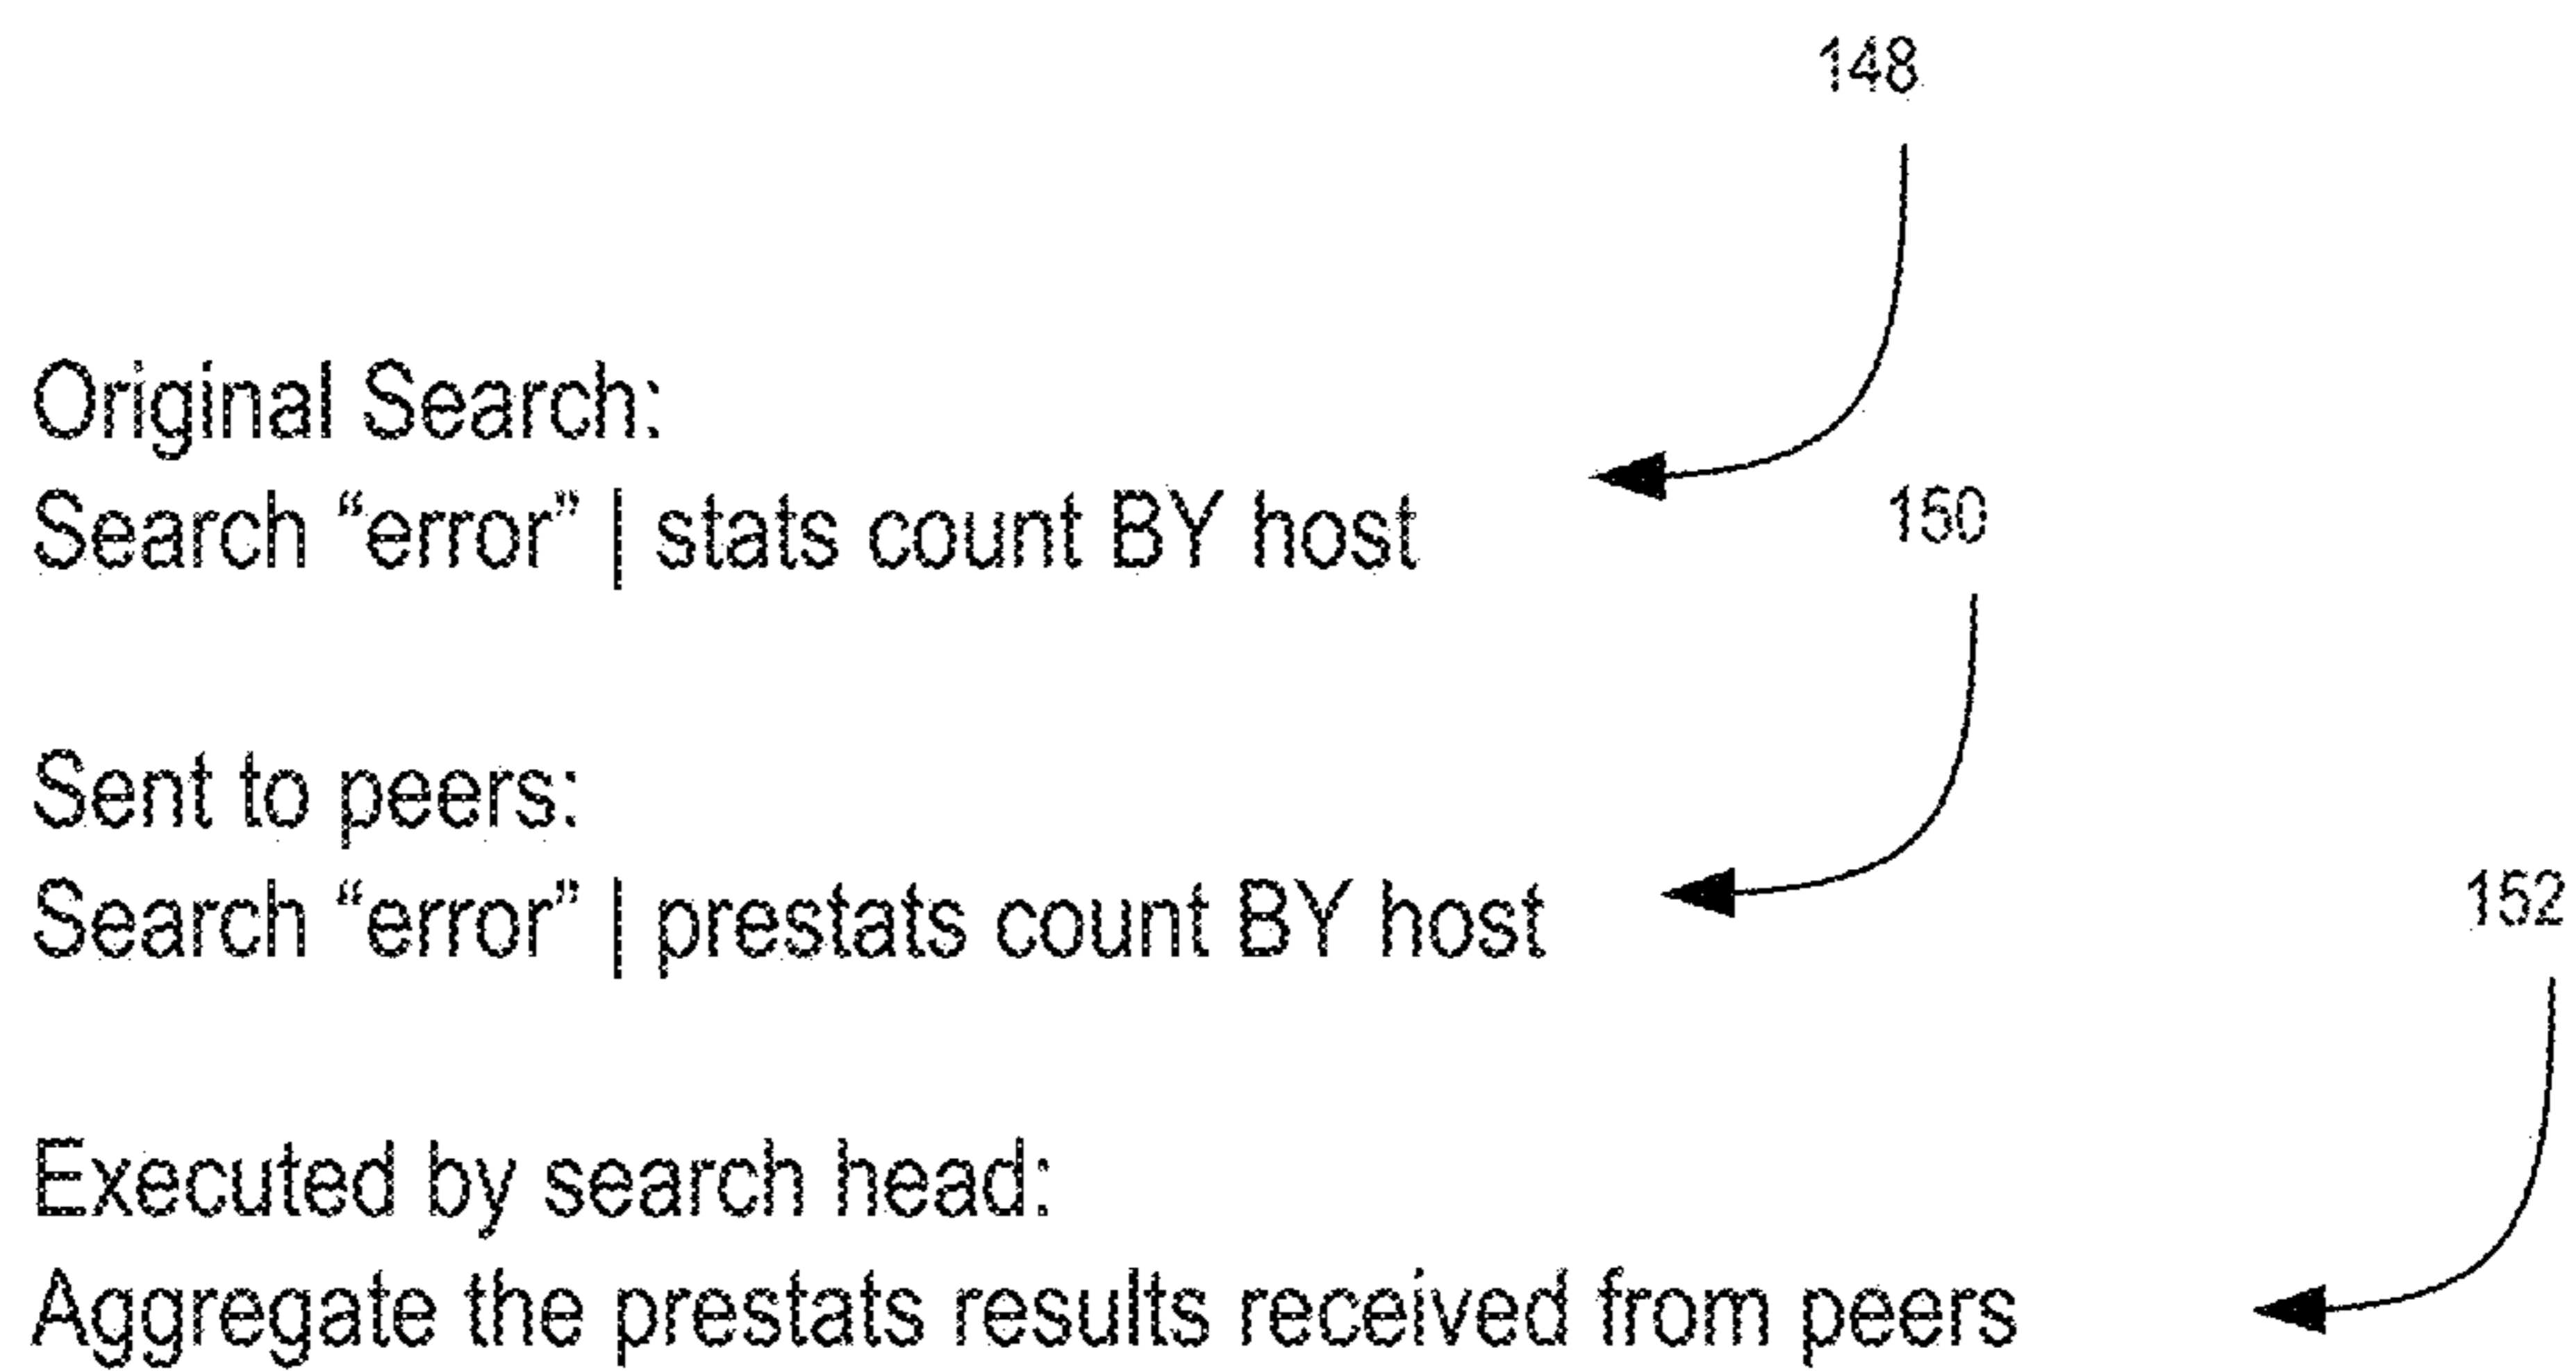 148
Original Search:
Search “error” | stats count BY host
150
Sent to peers:
Search “error” | prestats count BY host
152
Executed by search head:
Aggregate the prestats results received from peers